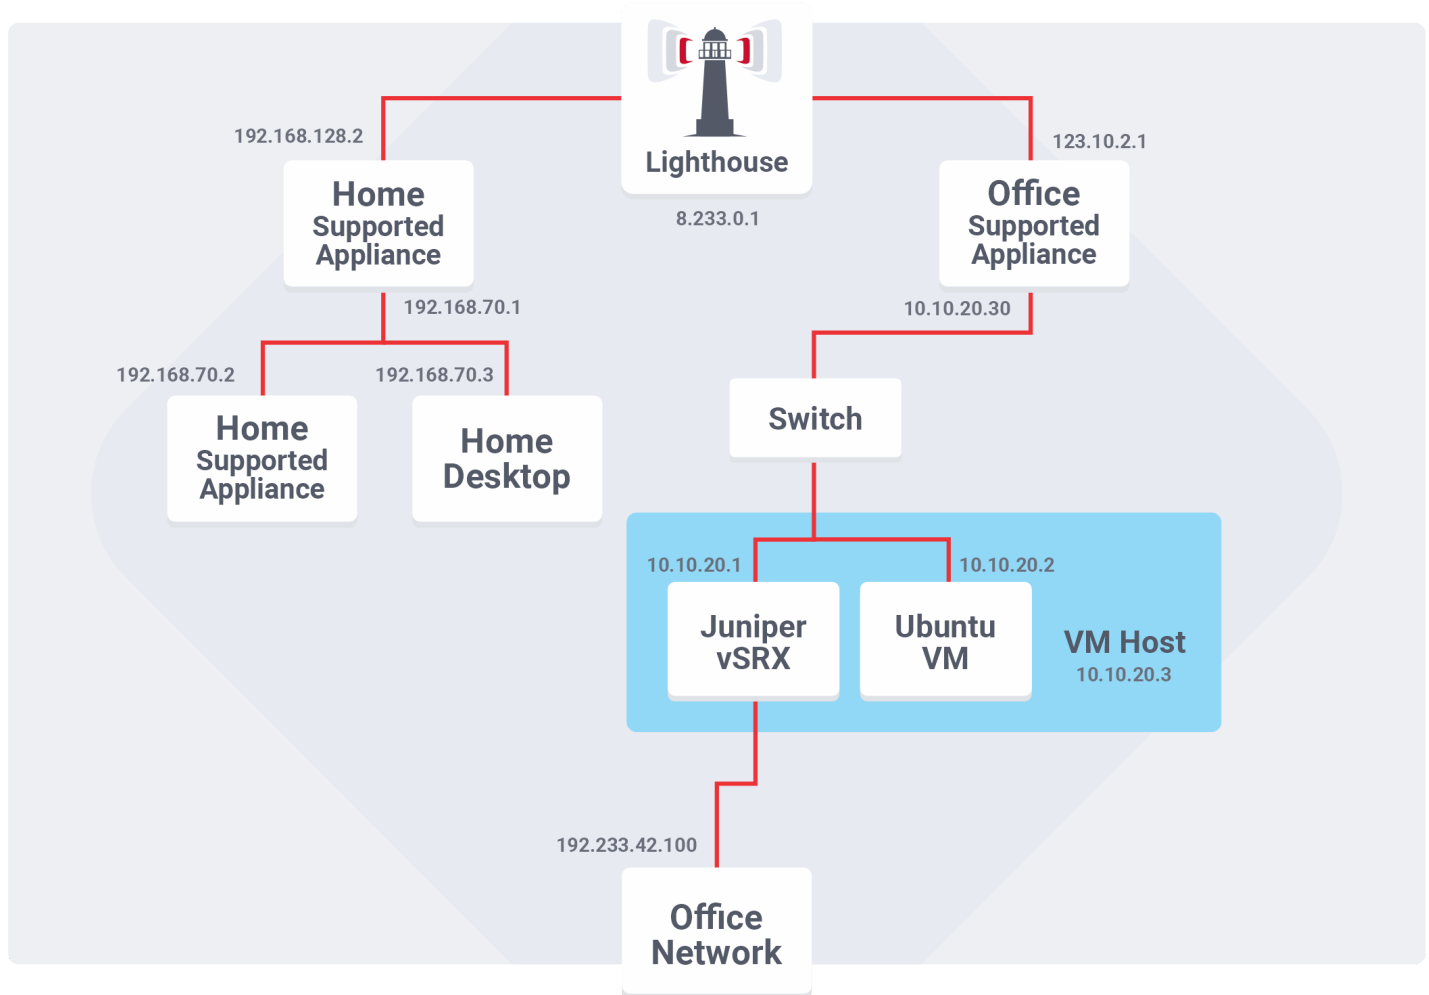 Lighthouse
8.233.0.1
192.168.128.2
Home
Supported
Appliance
192.168.70.1
192.168.70.2
Home
Supported
Appliance
192.168.70.3
Home
Desktop
123.10.2.1
Office
Supported
Appliance
10.10.20.30
Switch
10.10.20.1
Juniper
vSRX
10.10.20.2
Ubuntu
VM
VM Host
10.10.20.3
192.233.42.100
Office
Network